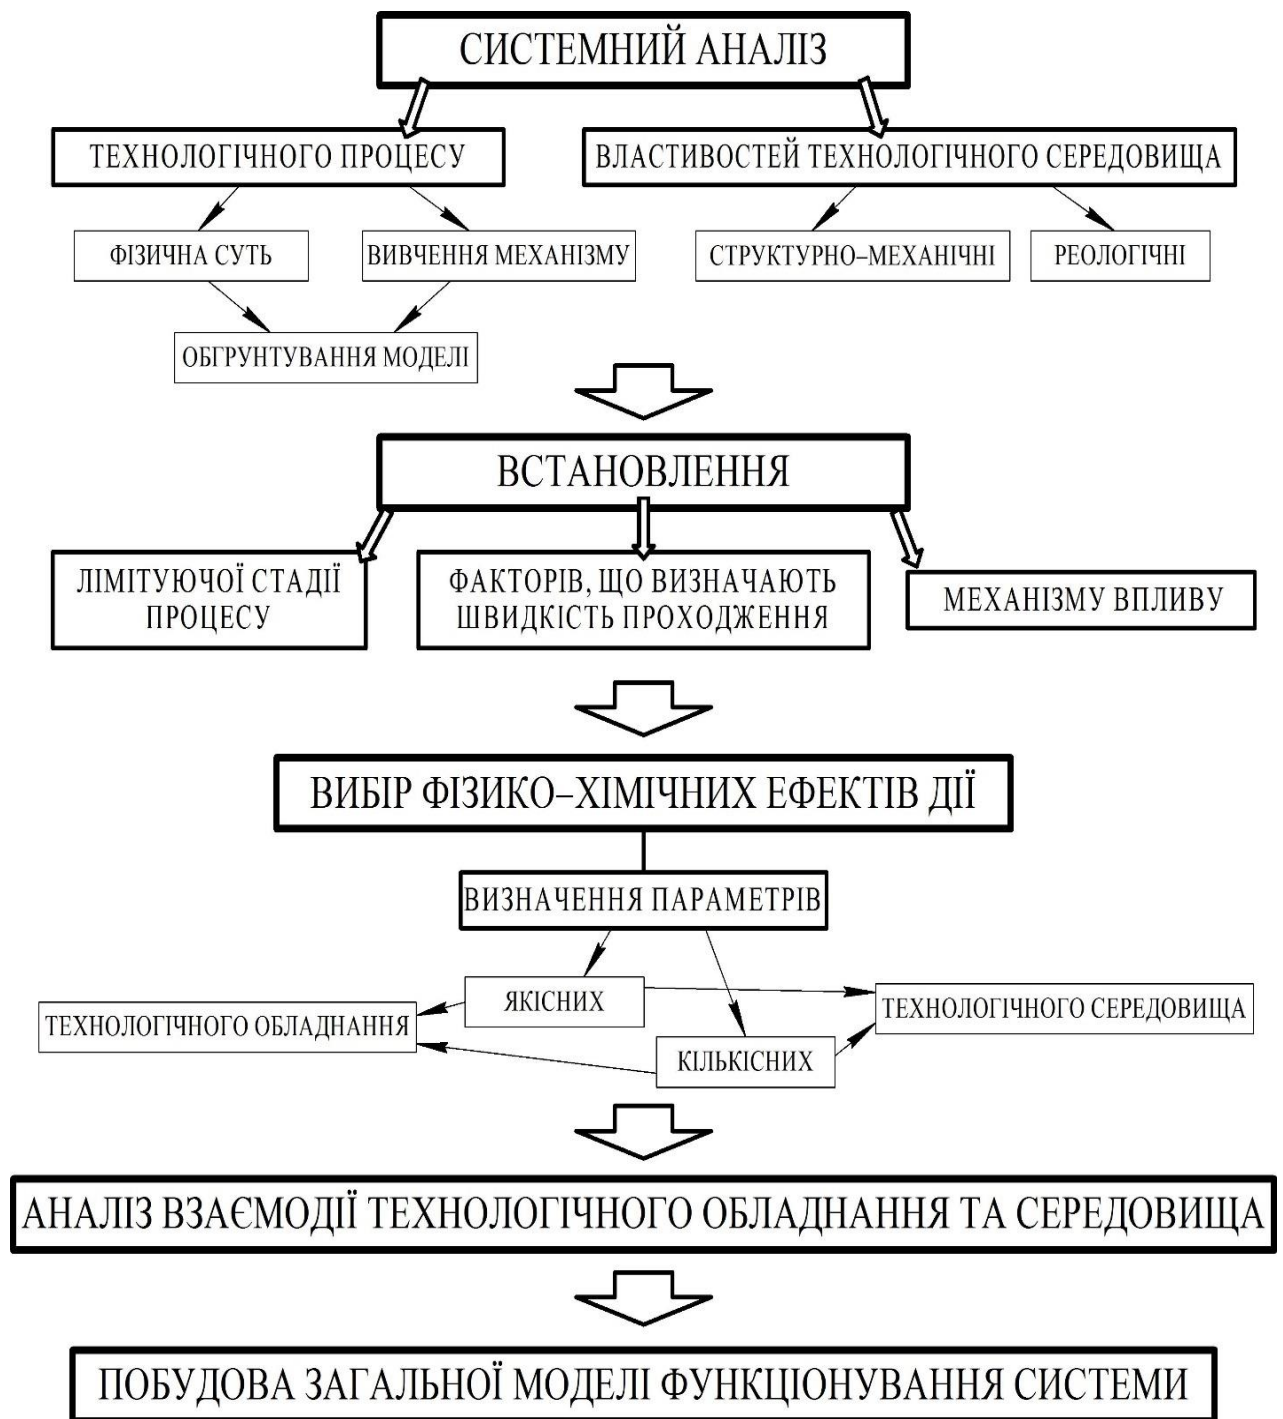 СИСТЕМНИЙ АНАЛІЗ
ТЕХНОЛОГІЧНОГО ПРОЦЕСУ
ВЛАСТИВОСТЕЙ ТЕХНОЛОГІЧНОГО СЕРЕДОВИЩА
ФІЗИЧНА СУТЬ
ВИВЧЕННЯ МЕХАНІЗМУ
СТРУКТУРНО–МЕХАНІЧНІ
РЕОЛОГІЧНІ
ОБГРУНТУВАННЯ МОДЕЛІ
ВСТАНОВЛЕННЯ
ЛІМІТУЮЧОЇ СТАДІЇ
ПРОЦЕСУ
ФАКТОРІВ, ЩО ВИЗНАЧАЮТЬ
ШВИДКІСТЬ ПРОХОДЖЕННЯ
МЕХАНІЗМУ ВПЛИВУ
ВИБІР ФІЗИКО–ХІМІЧНИХ ЕФЕКТІВ ДІЇ
ВИЗНАЧЕННЯ ПАРАМЕТРІВ
ЯКІСНИХ
ТЕХНОЛОГІЧНОГО СЕРЕДОВИЩА
ТЕХНОЛОГІЧНОГО ОБЛАДНАННЯ
КІЛЬКІСНИХ
АНАЛІЗ ВЗАЄМОДІЇ ТЕХНОЛОГІЧНОГО ОБЛАДНАННЯ ТА СЕРЕДОВИЩА
ПОБУДОВА ЗАГАЛЬНОЇ МОДЕЛІ ФУНКЦІОНУВАННЯ СИСТЕМИ